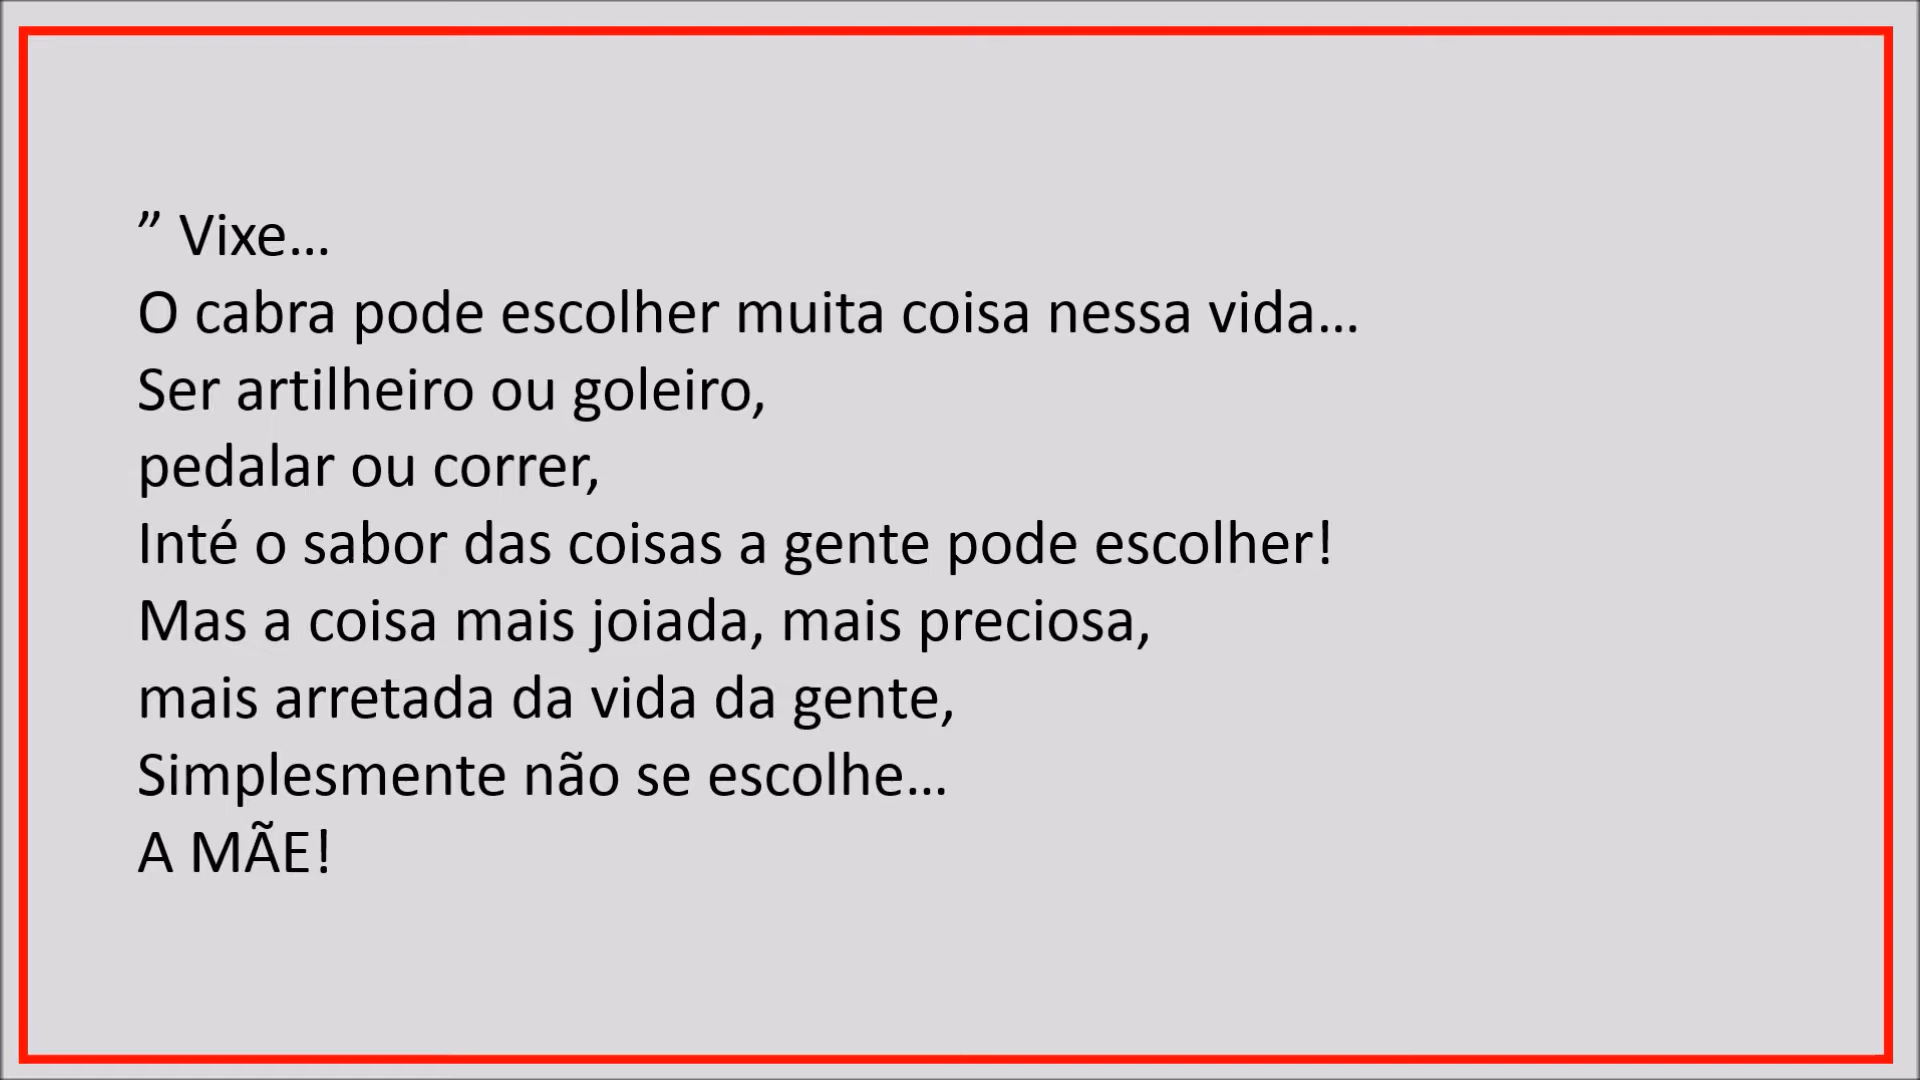 ” Vixe…
O cabra pode escolher muita coisa nessa vida…
Ser artilheiro ou goleiro,
pedalar ou correr,
Inté o sabor das coisas a gente pode escolher!
Mas a coisa mais joiada, mais preciosa,
mais arretada da vida da gente,
Simplesmente não se escolhe…
A MÃE!